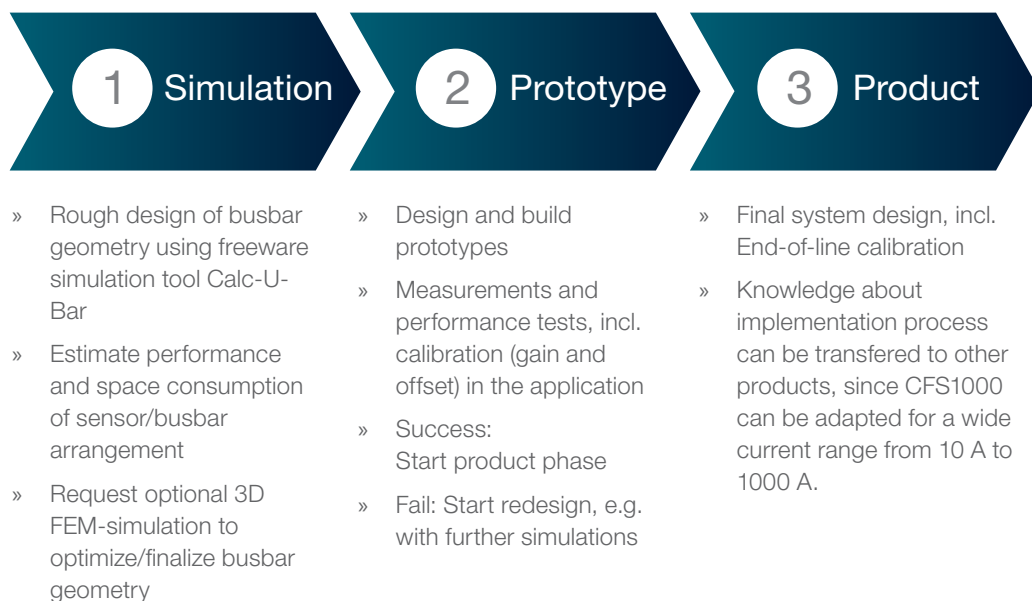 1 Simulation
» Rough design of busbar
geometry using freeware
simulation tool Calc-U-
Bar
» Estimate performance
and space consumption
of sensor/busbar
arrangement
» Request optional 3D
FEM-simulation to
optimize/finalize busbar
geometry
2 Prototype
» Design and build
prototypes
» Measurements and
performance tests, incl.
calibration (gain and
offset) in the application
» Success:
Start product phase
» Fail: Start redesign, e.g.
with further simulations
3 Product
» Final system design, incl.
End-of-line calibration
» Knowledge about
implementation process
can be transfered to other
products, since CFS1000
can be adapted for a wide
current range from 10 A to
1000 A.